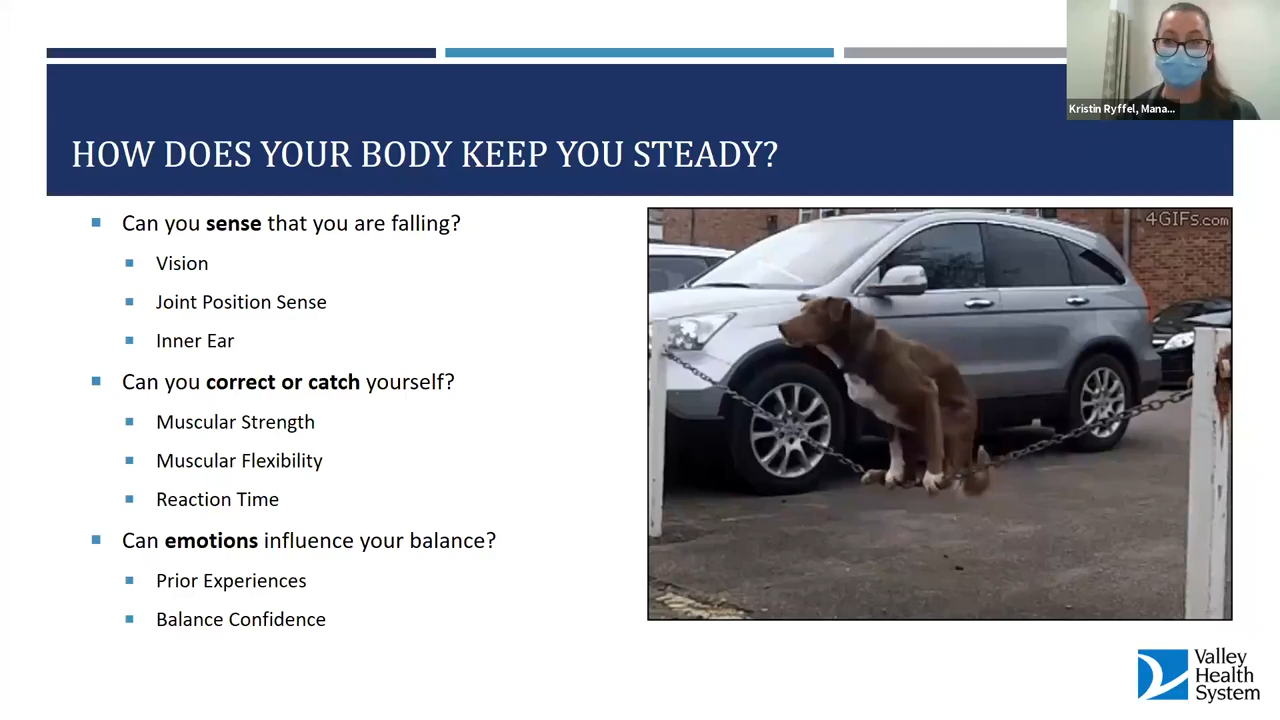 Kristin Ryffel, Mana...
HOW DOES YOUR BODY KEEP YOU STEADY?
Can you sense that you are falling?
Vision
Joint Position Sense
Inner Ear
Can you correct or catch yourself?
Muscular Strength
Muscular Flexibility
Reaction Time
Can emotions influence your balance?
Prior Experiences
Balance Confidence
4GIFs.com
Valley
Health
System